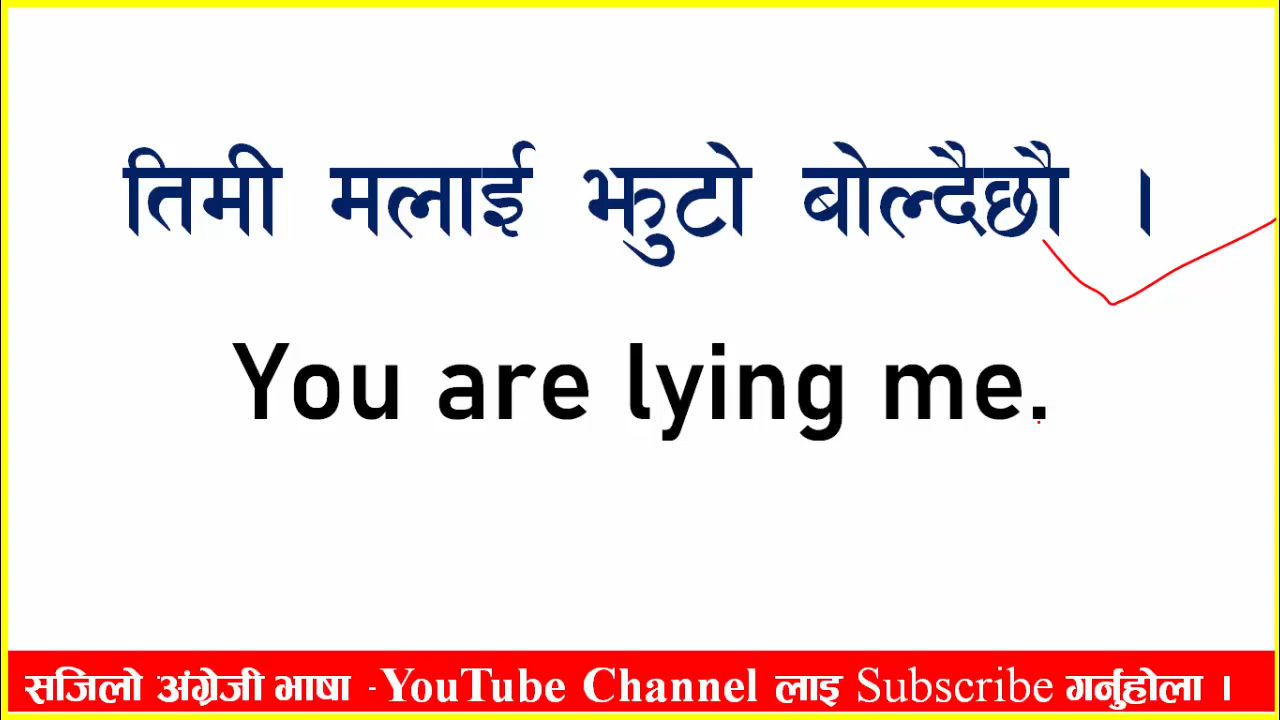 तिमी मलाई झुटो बोल्दैछौ ।
You are lying me.
सजिलो अंग्रेजी भाषा -YouTube Channel लाइ Subscribe गर्नुहोला ।